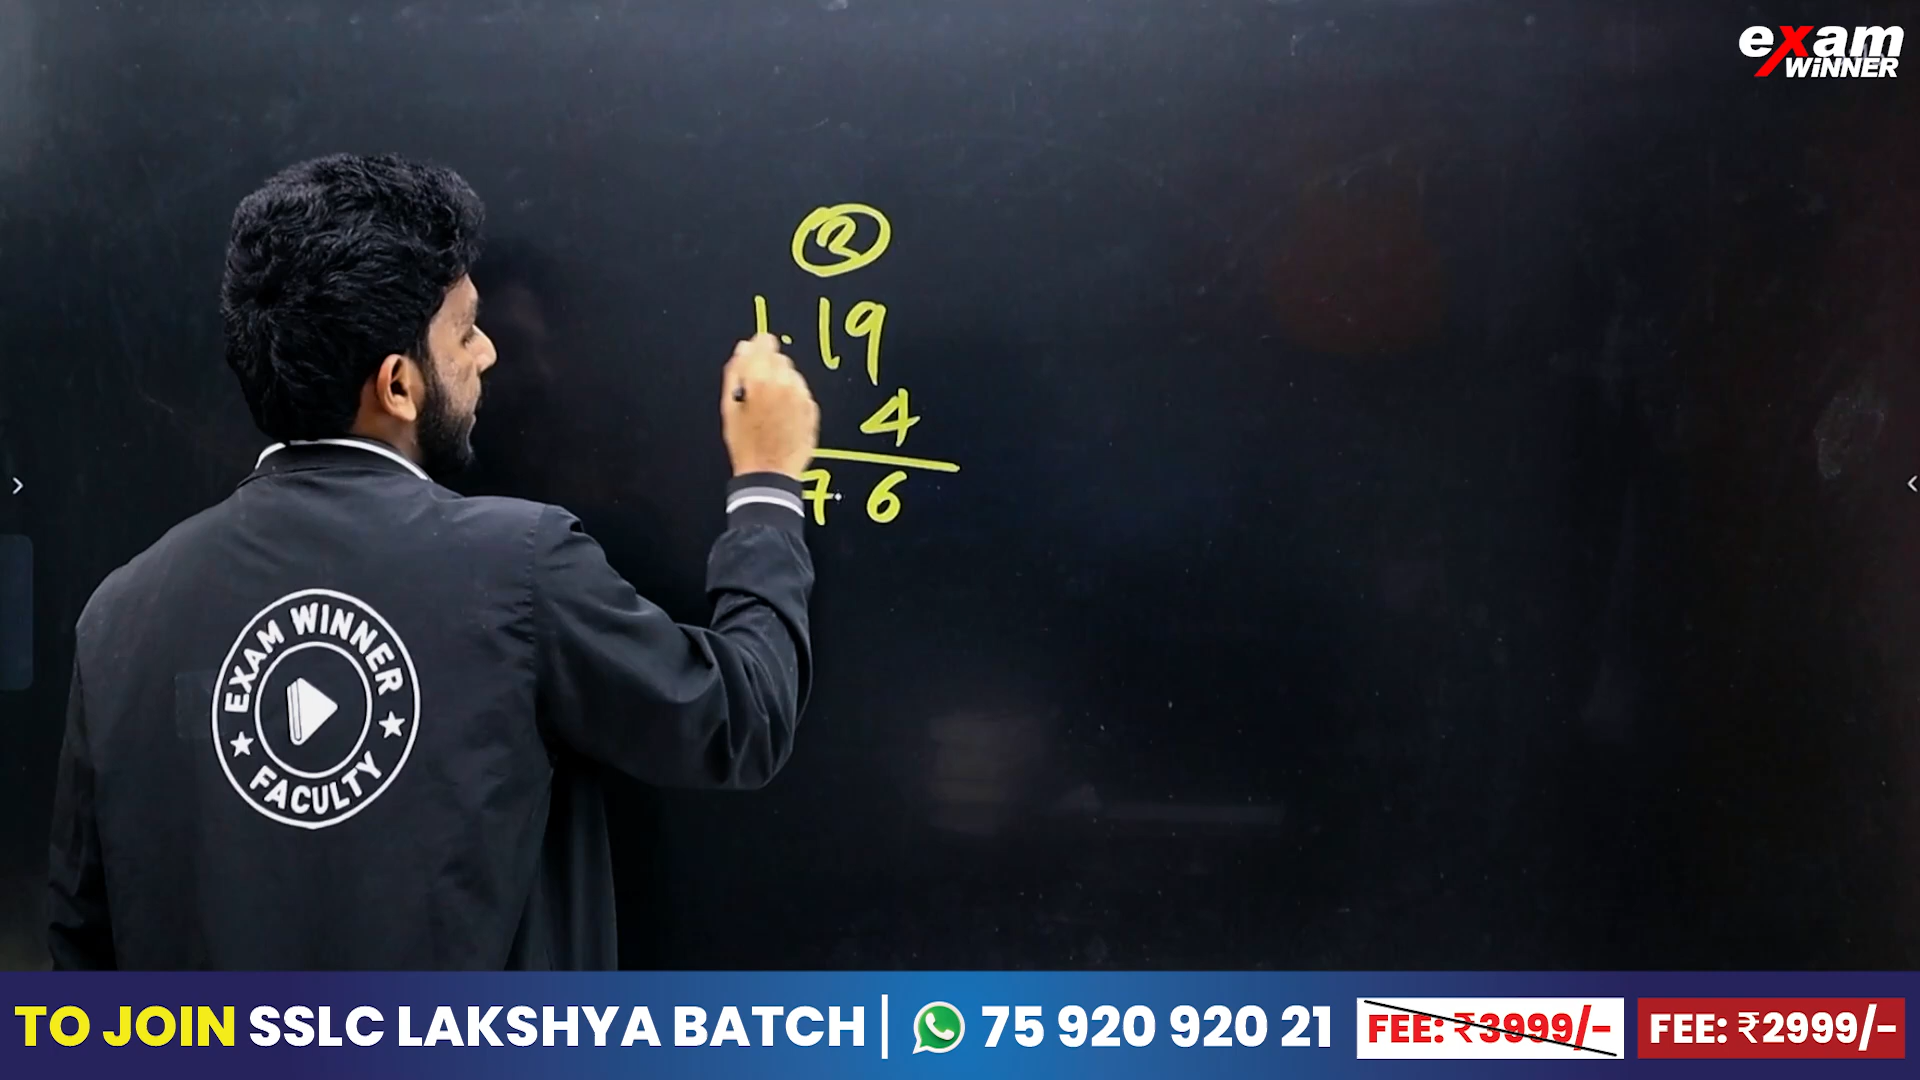 exam
WiNNER
1.19
4
7 6
EXAM WINNER
FACULTY
TO JOIN SSLC LAKSHYA BATCH | 75 920 920 21 FEE: ₹3999/- FEE: ₹2999/-